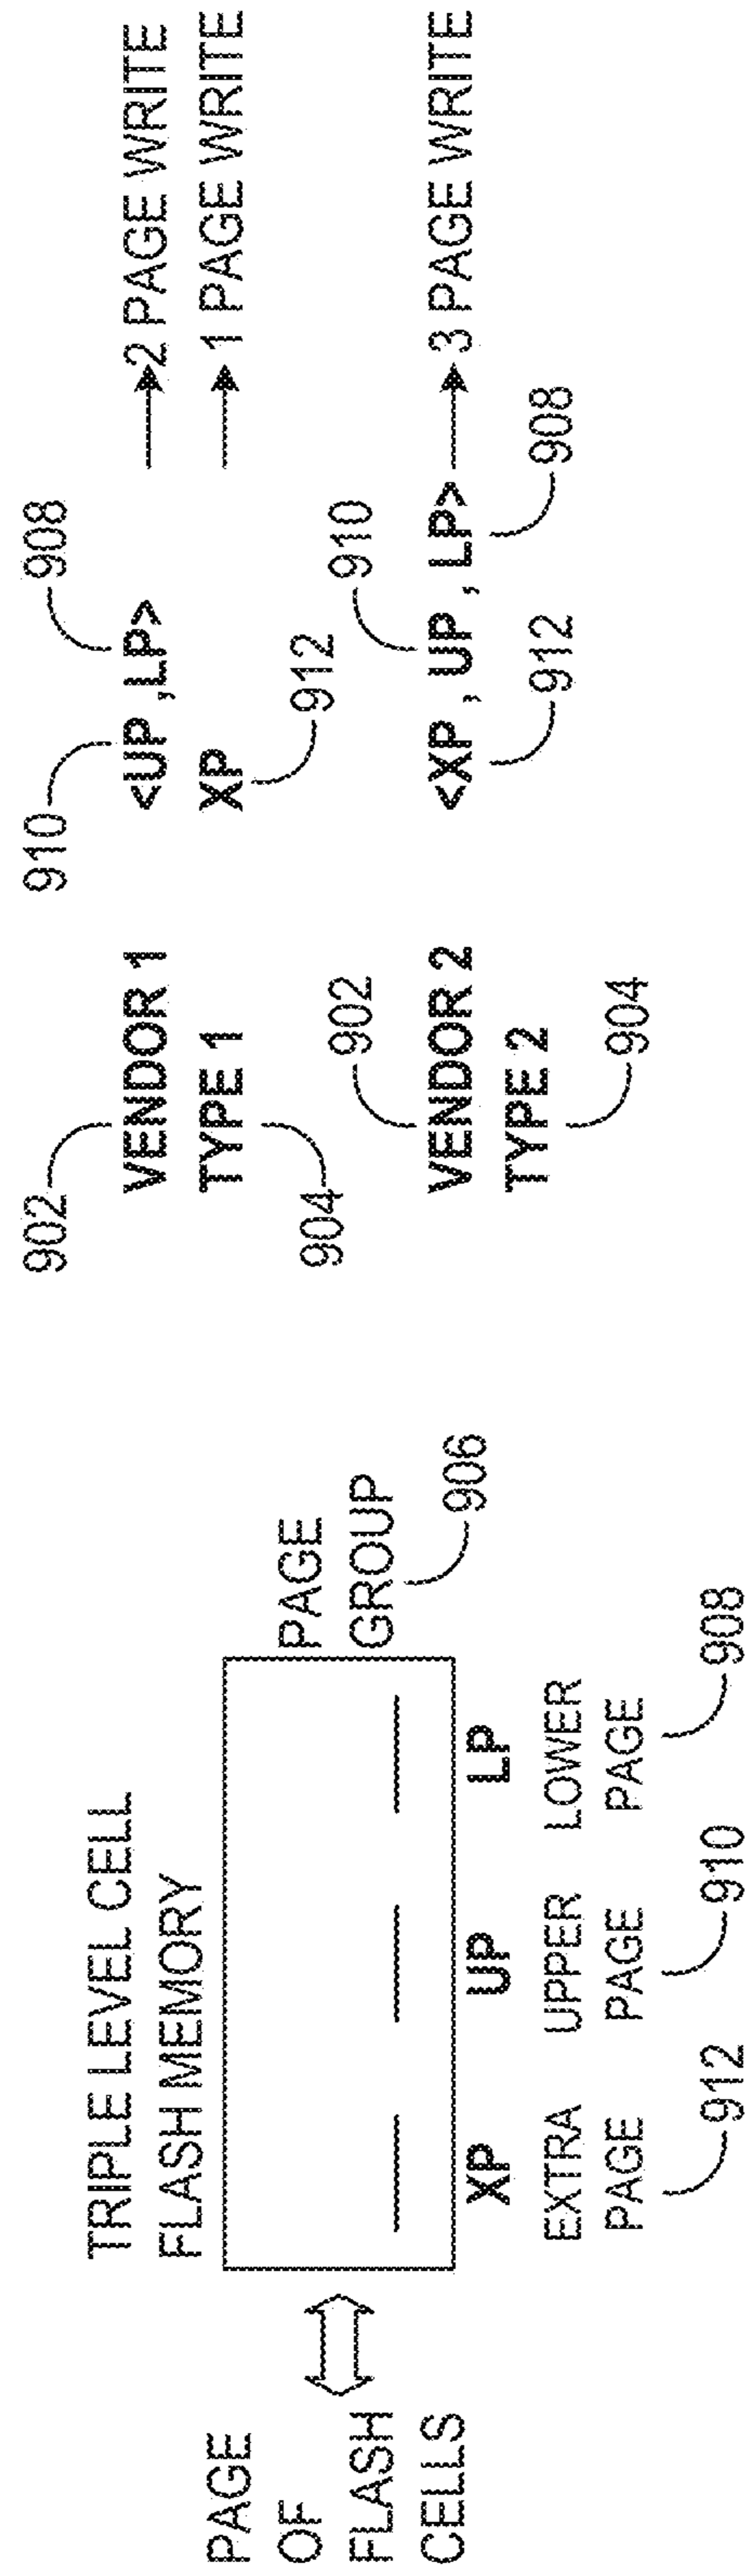 TRIPLE LEVEL CELL
FLASH MEMORY
PAGE
OF
FLASH
CELLS
PAGE
GROUP
906
XP
UP
LP
EXTRA
PAGE
UPPER
PAGE
LOWER
PAGE
912
910
908
902
VENDOR 1
TYPE 1
904
910
908
<UP ,LP>
2 PAGE WRITE
XP
1 PAGE WRITE
912
902
VENDOR 2
TYPE 2
904
910
<XP , UP , LP>
3 PAGE WRITE
912
908